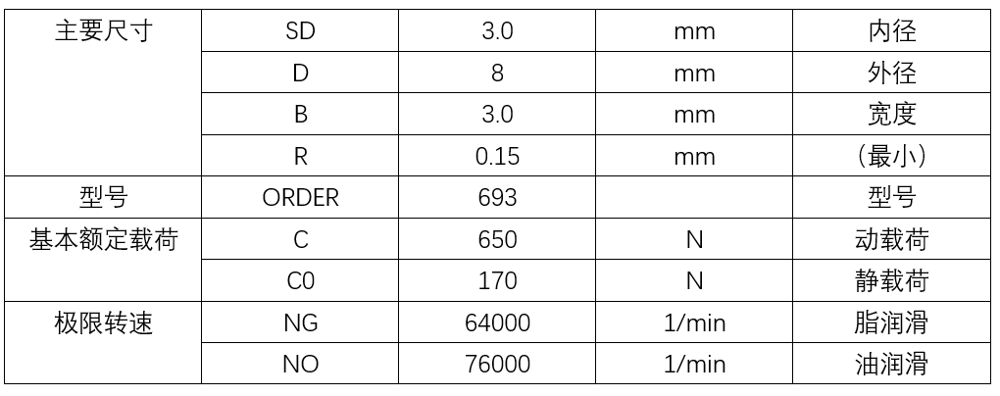 主要尺寸 SD 3.0 mm 内径
D 8 mm 外径
B 3.0 mm 宽度
R 0.15 mm （最小）
型号 ORDER 693 型号
基本额定载荷 C 650 N 动载荷
C0 170 N 静载荷
极限转速 NG 64000 1/min 脂润滑
NO 76000 1/min 油润滑